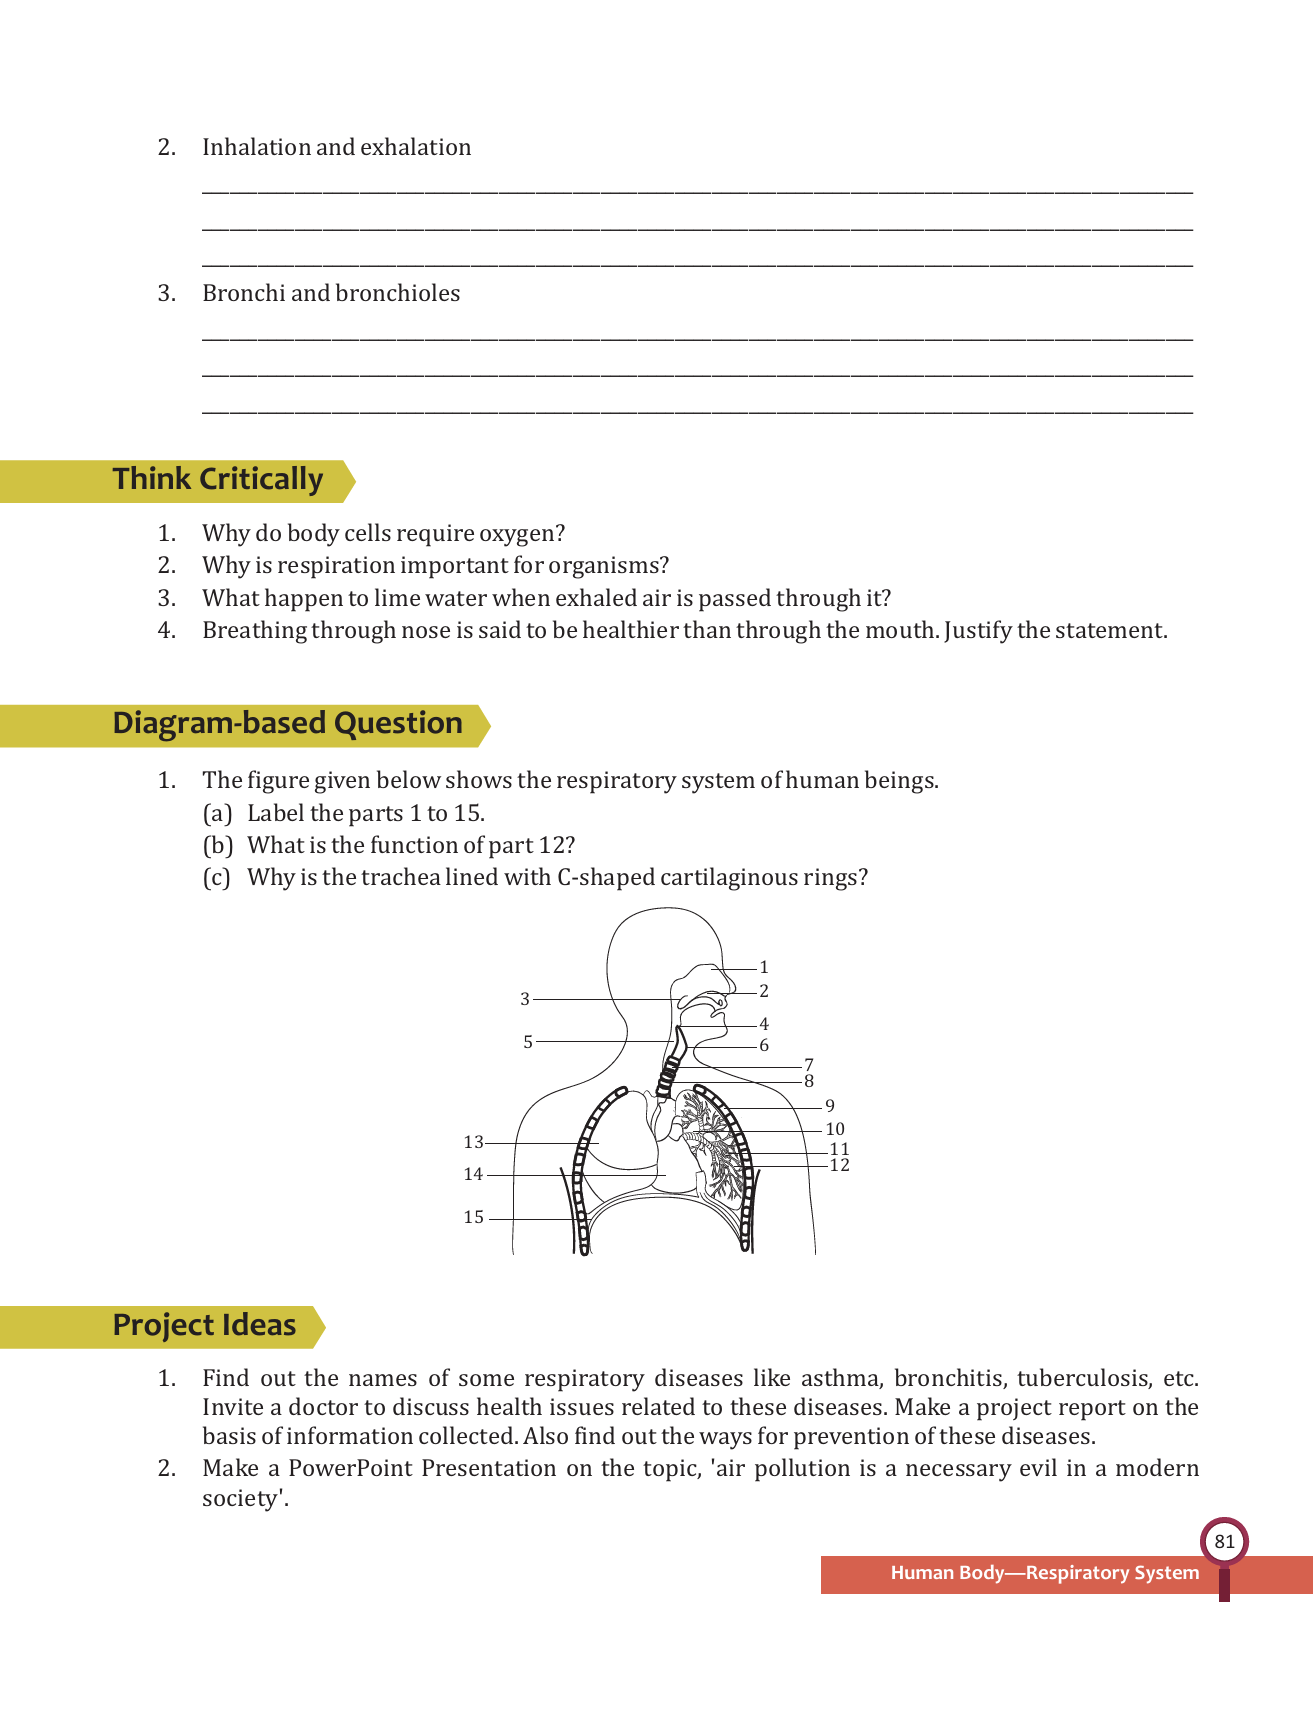 2. Inhalation and exhalation
3. Bronchi and bronchioles
Think Critically
1. Why do body cells require oxygen?
2. Why is respiration important for organisms?
3. What happen to lime water when exhaled air is passed through it?
4. Breathing through nose is said to be healthier than through the mouth. Justify the statement.
Diagram-based Question
1. The figure given below shows the respiratory system of human beings.
(a) Label the parts 1 to 15.
(b) What is the function of part 12?
(c) Why is the trachea lined with C-shaped cartilaginous rings?
1
2
3
4
5
6
7
8
9
10
11
12
13
14
15
Project Ideas
1. Find out the names of some respiratory diseases like asthma, bronchitis, tuberculosis, etc.
Invite a doctor to discuss health issues related to these diseases. Make a project report on the
basis of information collected. Also find out the ways for prevention of these diseases.
2. Make a PowerPoint Presentation on the topic, 'air pollution is a necessary evil in a modern
society'.
81
Human Body—Respiratory System